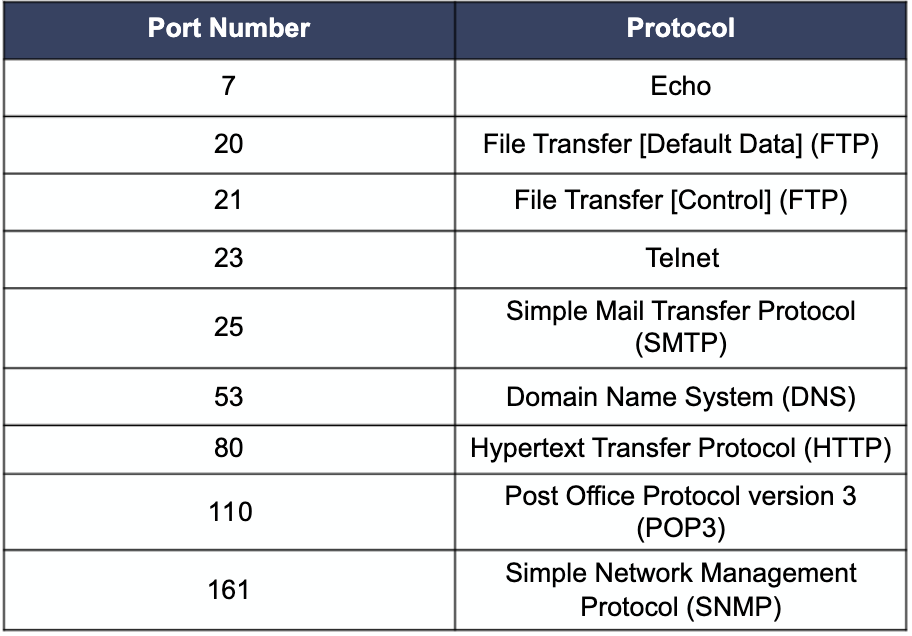 Port Number Protocol
7 Echo
20 File Transfer [Default Data] (FTP)
21 File Transfer [Control] (FTP)
23 Telnet
25 Simple Mail Transfer Protocol
(SMTP)
53 Domain Name System (DNS)
80 Hypertext Transfer Protocol (HTTP)
110 Post Office Protocol version 3
(POP3)
161 Simple Network Management
Protocol (SNMP)